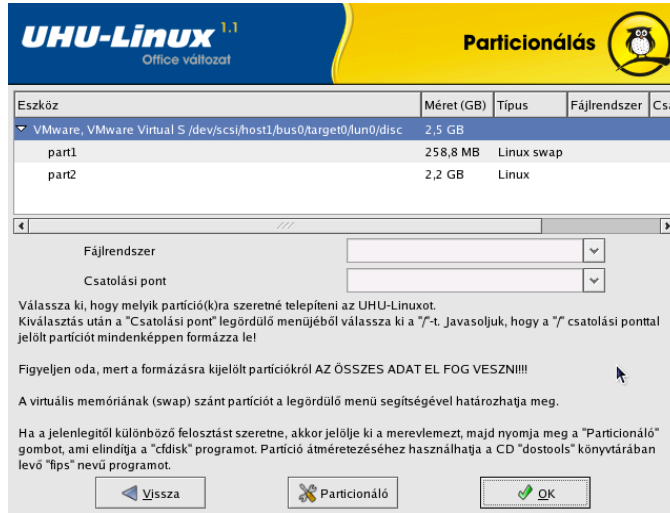 UHU-Linux 1.1
Office változat
Particionálás
Eszköz Méret (GB) Típus Fájlrendszer Cs
VMware, VMware Virtual S /dev/scsi/host1/bus0/target0/lun0/disc 2,5 GB
part1 258,8 MB Linux swap
part2 2,2 GB Linux
Fájlrendszer
Csatolási pont
Válassza ki, hogy melyik partíció(k)ra szeretné telepíteni az UHU-Linuxot.
Kiválasztás után a "Csatolási pont" legördülő menüjéből válassza ki a "/"-t. Javasoljuk, hogy a "/" csatolási ponttal
jelölt partíciót mindenképpen formázza le!
Figyeljen oda, mert a formázásra kijelölt partíciókról AZ ÖSSZES ADAT EL FOG VESZNI!!!
A virtuális memóriának (swap) szánt partíciót a legördülő menü segítségével határozhatja meg.
Ha a jelenlegitől különböző felosztást szeretne, akkor jelölje ki a merevlemezt, majd nyomja meg a "Particionáló"
gombot, ami elindítja a "cfdisk" programot. Partíció átméretezéséhez használhatja a CD "dostools" könyvtárában
levő "fips" nevű programot.
Vissza Particionáló OK